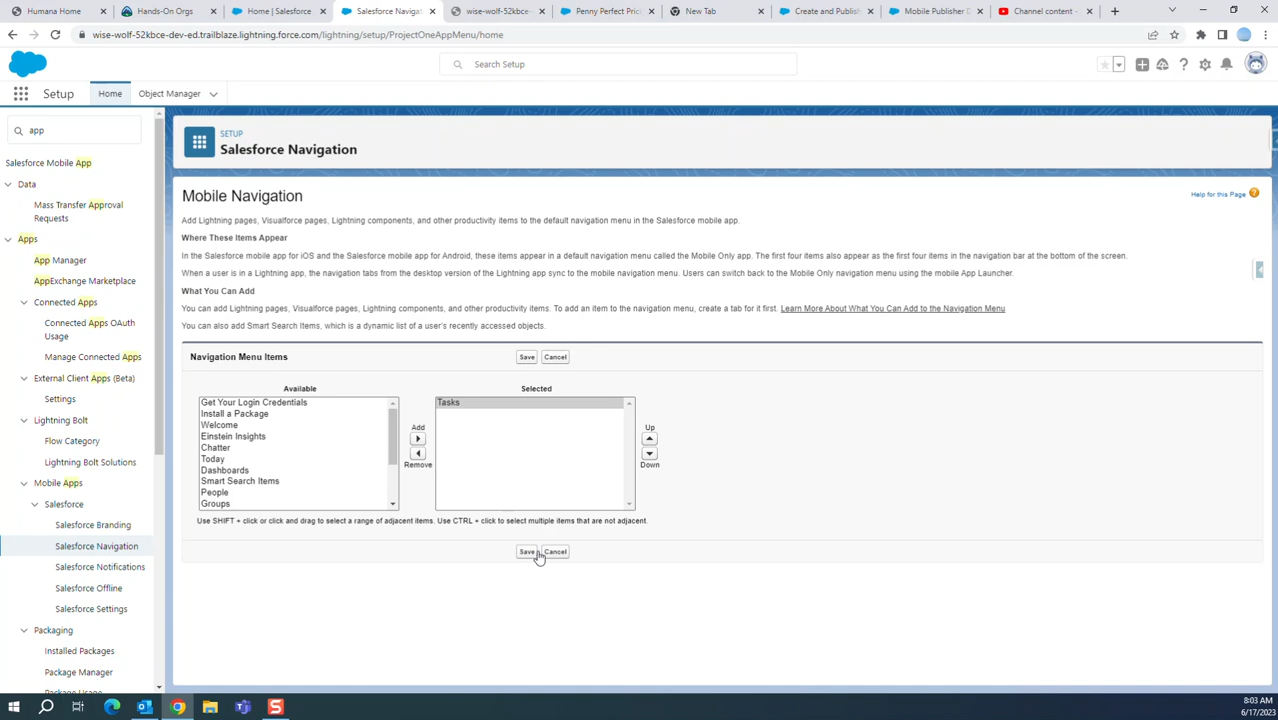 Humana Home
Hands-On Orgs
Home | Salesforce
Salesforce Navigat
wise-wolf-52kbce-
Penny Perfect Pricin
New Tab
Create and Publish
Mobile Publisher D
Channel content -
wise-wolf-52kbce-dev-ed.trailblaze.lightning.force.com/lightning/setup/ProjectOneAppMenu/home
Search Setup
Setup
Home
Object Manager
app
Salesforce Mobile App
Data
Mass Transfer Approval
Requests
Apps
App Manager
AppExchange Marketplace
Connected Apps
Connected Apps OAuth
Usage
Manage Connected Apps
External Client Apps (Beta)
Settings
Lightning Bolt
Flow Category
Lightning Bolt Solutions
Mobile Apps
Salesforce
Salesforce Branding
Salesforce Navigation
Salesforce Notifications
Salesforce Offline
Salesforce Settings
Packaging
Installed Packages
Package Manager
Package Usage
SETUP
Salesforce Navigation
Mobile Navigation
Help for this Page
Add Lightning pages, Visualforce pages, Lightning components, and other productivity items to the default navigation menu in the Salesforce mobile app.
Where These Items Appear
In the Salesforce mobile app for iOS and the Salesforce mobile app for Android, these items appear in a default navigation menu called the Mobile Only app. The first four items also appear as the first four items in the navigation bar at the bottom of the screen.
When a user is in a Lightning app, the navigation tabs from the desktop version of the Lightning app sync to the mobile navigation menu. Users can switch back to the Mobile Only navigation menu using the mobile App Launcher.
What You Can Add
You can add Lightning pages, Visualforce pages, Lightning components, and other productivity items. To add an item to the navigation menu, create a tab for it first. Learn More About What You Can Add to the Navigation Menu
You can also add Smart Search Items, which is a dynamic list of a user's recently accessed objects.
Navigation Menu Items
Save
Cancel
Available
Selected
Get Your Login Credentials
Install a Package
Welcome
Einstein Insights
Chatter
Today
Dashboards
Smart Search Items
People
Groups
Add
Remove
Tasks
Up
Down
Use SHIFT + click or click and drag to select a range of adjacent items. Use CTRL + click to select multiple items that are not adjacent.
Save
Cancel
8:03 AM
6/17/2023